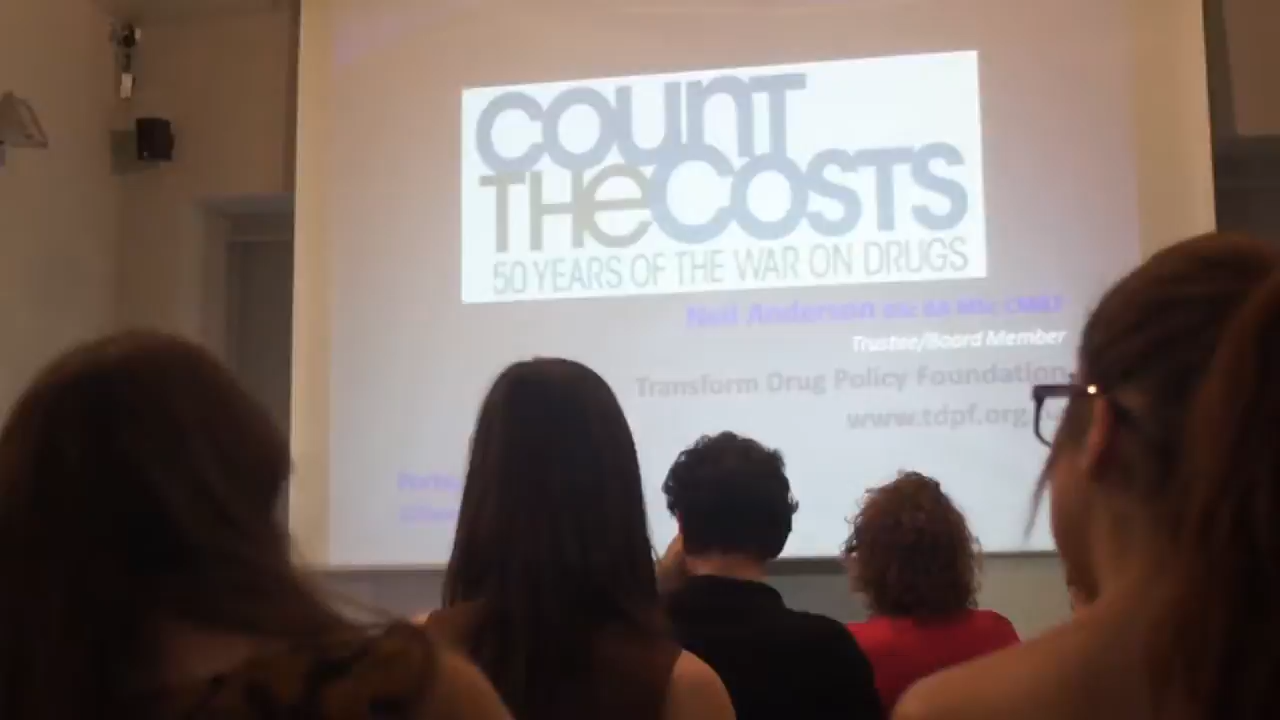 COUNT
THE COSTS
50 YEARS OF THE WAR ON DRUGS
Neil Anderson
Trustee/Board Member
Transform Drug Policy Foundation
www.tdpf.org